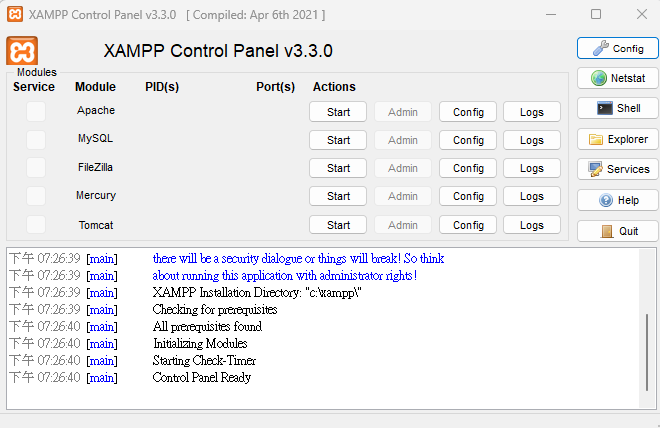 XAMPP Control Panel v3.3.0 [ Compiled: Apr 6th 2021 ]
XAMPP Control Panel v3.3.0
Config
Modules
Netstat
Service Module PID(s) Port(s) Actions
Apache Start Admin Config Logs
Shell
MySQL Start Admin Config Logs
Explorer
FileZilla Start Admin Config Logs
Services
Mercury Start Admin Config Logs
Help
Tomcat Start Admin Config Logs
Quit
下午 07:26:39 [main] there will be a security dialogue or things will break! So think
下午 07:26:39 [main] about running this application with administrator rights!
下午 07:26:39 [main] XAMPP Installation Directory: "c:\xampp\"
下午 07:26:39 [main] Checking for prerequisites
下午 07:26:40 [main] All prerequisites found
下午 07:26:40 [main] Initializing Modules
下午 07:26:40 [main] Starting Check-Timer
下午 07:26:40 [main] Control Panel Ready